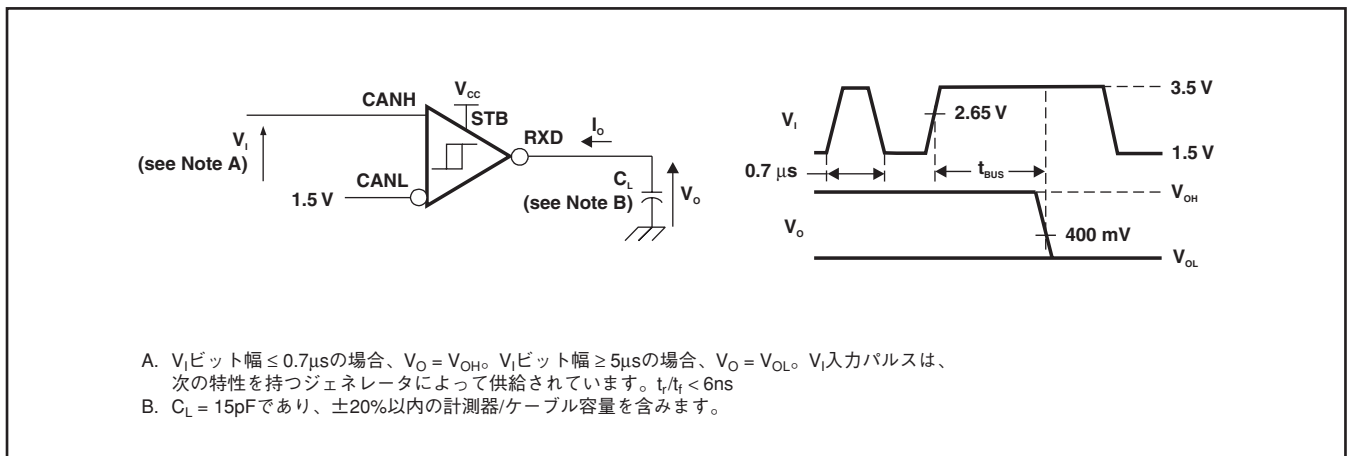 CANH
V_CC
STB
RXD
I_o
V_I
(see Note A)
1.5 V
CANL
C_L
(see Note B)
V_o
V_I
3.5 V
2.65 V
1.5 V
0.7 μs
t_BUS
V_OH
V_o
400 mV
V_OL
A. V_Iビット幅 ≤ 0.7μsの場合、V_O = V_OH。V_Iビット幅 ≥ 5μsの場合、V_O = V_OL。V_I入力パルスは、
次の特性を持つジェネレータによって供給されています。t_r/t_f < 6ns
B. C_L = 15pFであり、±20%以内の計測器/ケーブル容量を含みます。